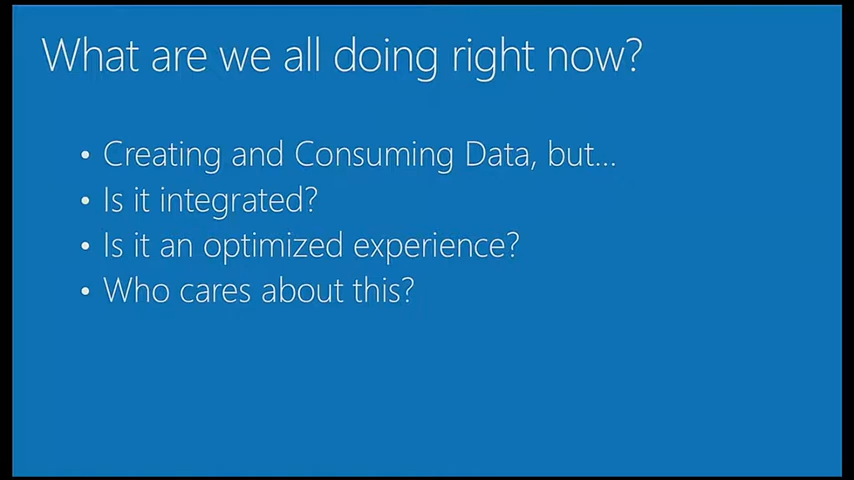 What are we all doing right now?
• Creating and Consuming Data, but...
• Is it integrated?
• Is it an optimized experience?
• Who cares about this?